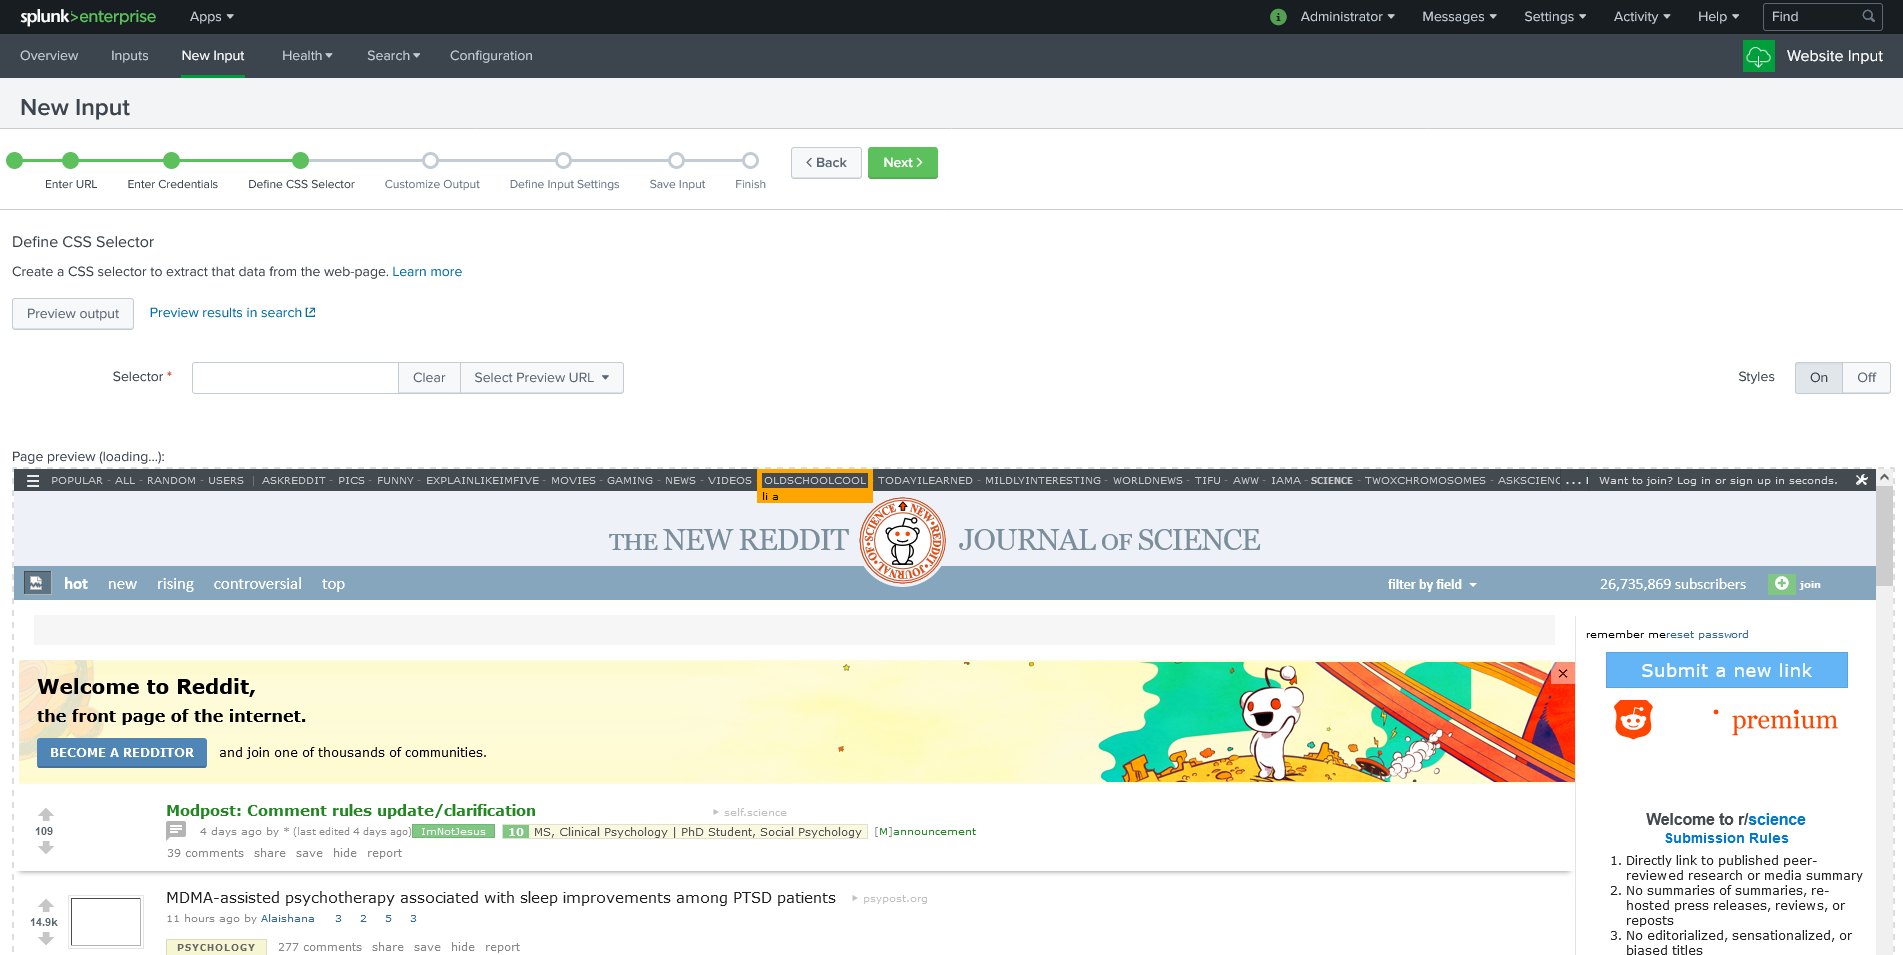 splunk>enterprise Apps Administrator Messages Settings Activity Help Find
Overview Inputs New Input Health Search Configuration Website Input
New Input
< Back Next >
Enter URL Enter Credentials Define CSS Selector Customize Output Define Input Settings Save Input Finish
Define CSS Selector
Create a CSS selector to extract that data from the web-page. Learn more
Preview output Preview results in search
Selector * Clear Select Preview URL Styles On Off
Page preview (loading...):
POPULAR - ALL - RANDOM - USERS | ASKREDDIT - PICS - FUNNY - EXPLAINLIKEIMFIVE - MOVIES - GAMING - NEWS - VIDEOS OLDSCHOOLCOOL TODAYILEARNED - MILDLYINTERESTING - WORLDNEWS - TIFU - AWW - IAMA - SCIENCE - TWOXCHROMOSOMES - ASKSCIENC ... Want to join? Log in or sign up in seconds.
li a
THE NEW REDDIT JOURNAL OF SCIENCE
NEW REDDIT JOURNAL OF SCIENCE
hot new rising controversial top filter by field 26,735,869 subscribers join
remember mereset password
Submit a new link
premium
Welcome to Reddit,
the front page of the internet.
BECOME A REDDITOR and join one of thousands of communities.
109
Modpost: Comment rules update/clarification self.science
4 days ago by * (last edited 4 days ago) ImNotJesus 10 MS, Clinical Psychology | PhD Student, Social Psychology [M]announcement
39 comments share save hide report
Welcome to r/science
Submission Rules
1. Directly link to published peer-
reviewed research or media summary
2. No summaries of summaries, re-
hosted press releases, reviews, or
reposts
3. No editorialized, sensationalized, or
biased titles
14.9k
MDMA-assisted psychotherapy associated with sleep improvements among PTSD patients psypost.org
11 hours ago by Alaishana 3 2 5 3
PSYCHOLOGY 277 comments share save hide report